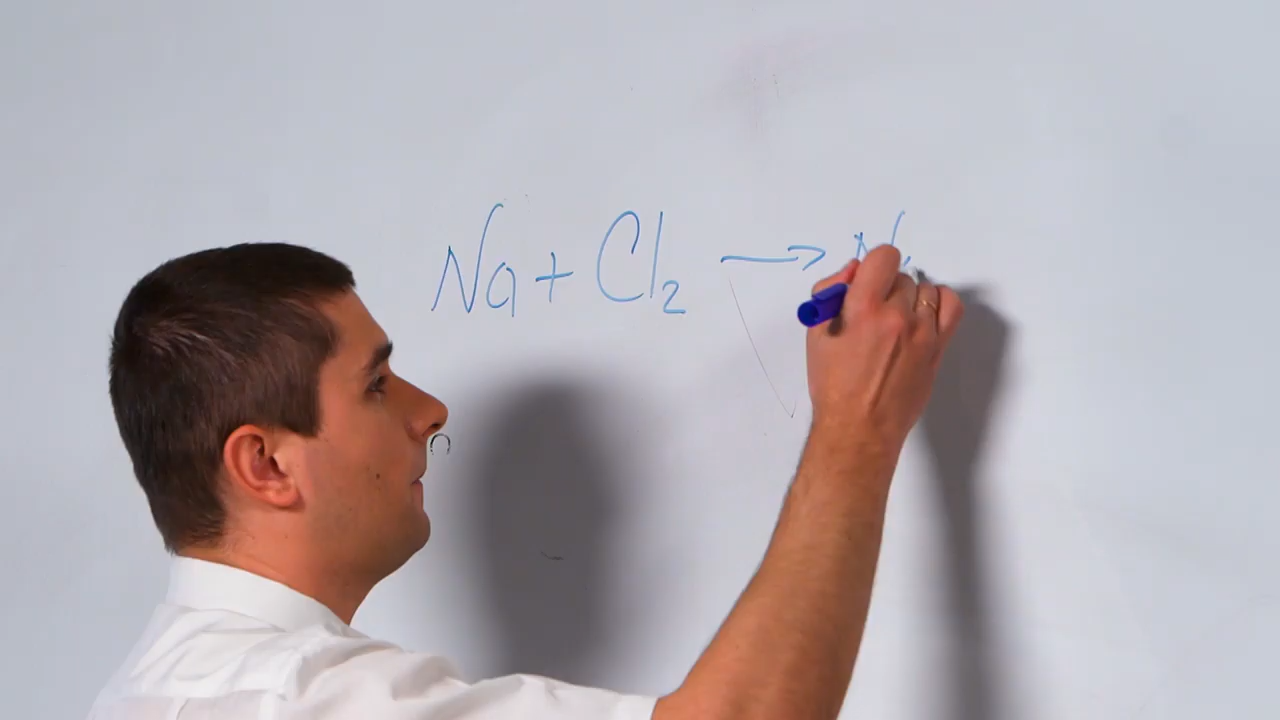 Na + Cl₂ → N